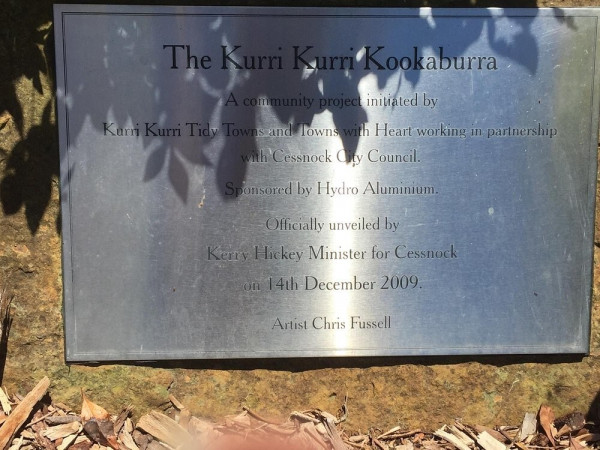 The Kurri Kurri Kookaburra
A community project initiated by
Kurri Kurri Tidy Towns and Towns with Heart working in partnership
with Cessnock City Council.
Sponsored by Hydro Aluminium.
Officially unveiled by
Kerry Hickey Minister for Cessnock
on 14th December 2009.
Artist Chris Fussell